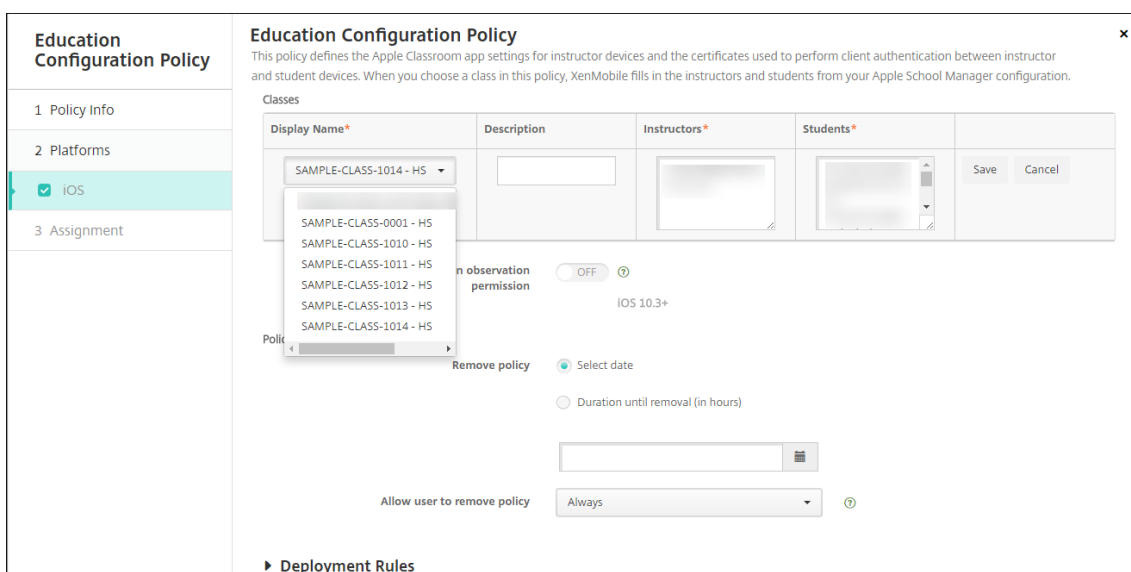 Education
Configuration Policy
1 Policy Info
2 Platforms
iOS
3 Assignment
Education Configuration Policy
×
This policy defines the Apple Classroom app settings for instructor devices and the certificates used to perform client authentication between instructor
and student devices. When you choose a class in this policy, XenMobile fills in the instructors and students from your Apple School Manager configuration.
Classes
Display Name* Description Instructors* Students*
SAMPLE-CLASS-1014 - HS Save Cancel
SAMPLE-CLASS-0001 - HS
SAMPLE-CLASS-1010 - HS
SAMPLE-CLASS-1011 - HS
SAMPLE-CLASS-1012 - HS
SAMPLE-CLASS-1013 - HS
SAMPLE-CLASS-1014 - HS
n observation
permission
OFF ?
iOS 10.3+
Polic
Remove policy Select date
Duration until removal (in hours)
Allow user to remove policy Always ?
Deployment Rules